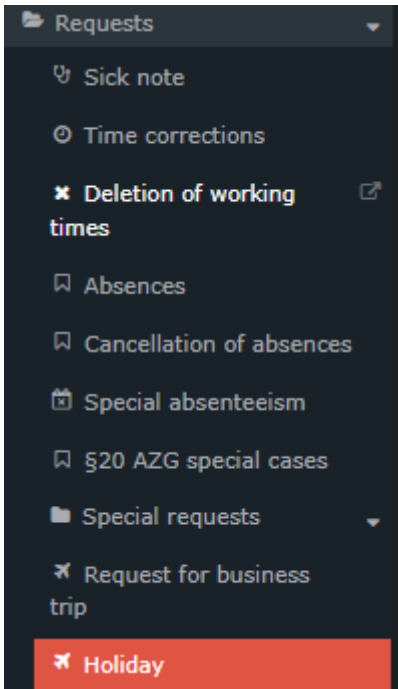 Requests
Sick note
Time corrections
Deletion of working
times
Absences
Cancellation of absences
Special absenteeism
§20 AZG special cases
Special requests
Request for business
trip
Holiday